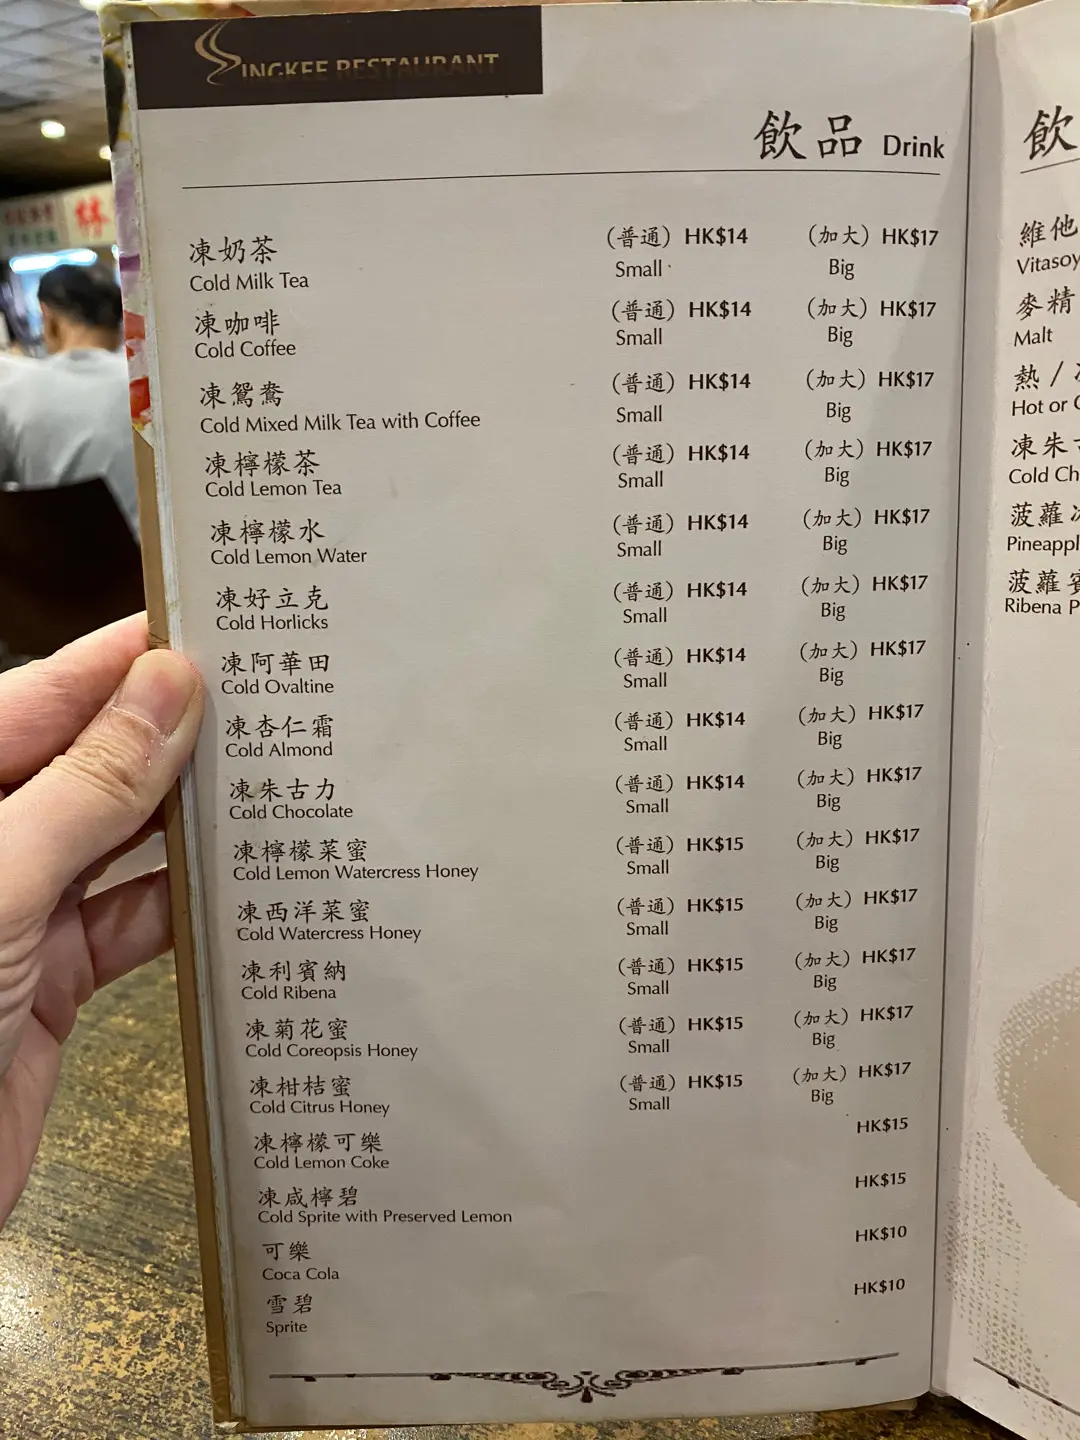 SINGKEE RESTAURANT
飲品 Drink
凍奶茶 (普通) HK$14 (加大) HK$17
Cold Milk Tea Small Big
凍咖啡 (普通) HK$14 (加大) HK$17
Cold Coffee Small Big
凍鴛鴦 (普通) HK$14 (加大) HK$17
Cold Mixed Milk Tea with Coffee Small Big
凍檸檬茶 (普通) HK$14 (加大) HK$17
Cold Lemon Tea Small Big
凍檸檬水 (普通) HK$14 (加大) HK$17
Cold Lemon Water Small Big
凍好立克 (普通) HK$14 (加大) HK$17
Cold Horlicks Small Big
凍阿華田 (普通) HK$14 (加大) HK$17
Cold Ovaltine Small Big
凍杏仁霜 (普通) HK$14 (加大) HK$17
Cold Almond Small Big
凍朱古力 (普通) HK$14 (加大) HK$17
Cold Chocolate Small Big
凍檸檬菜蜜 (普通) HK$15 (加大) HK$17
Cold Lemon Watercress Honey Small Big
凍西洋菜蜜 (普通) HK$15 (加大) HK$17
Cold Watercress Honey Small Big
凍利賓納 (普通) HK$15 (加大) HK$17
Cold Ribena Small Big
凍菊花蜜 (普通) HK$15 (加大) HK$17
Cold Coreopsis Honey Small Big
凍柑桔蜜 (普通) HK$15 (加大) HK$17
Cold Citrus Honey Small Big
凍檸檬可樂 HK$15
Cold Lemon Coke
凍咸檸碧 HK$15
Cold Sprite with Preserved Lemon
可樂 HK$10
Coca Cola
雪碧 HK$10
Sprite
飲
維他
Vitasoy
麥精
Malt
熱 /
Hot or
凍朱
Cold Ch
菠蘿
Pineappl
菠蘿
Ribena P